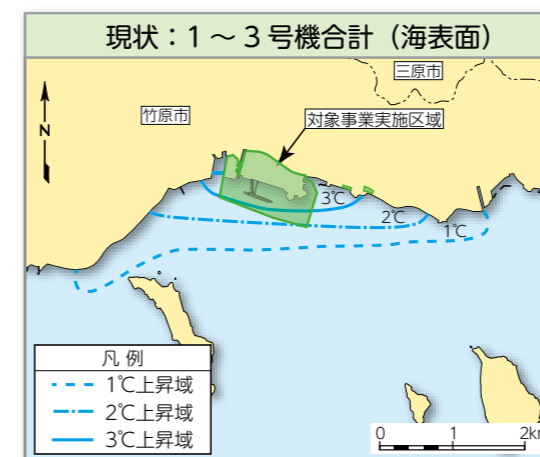 現状：1～3号機合計（海表面）
三原市
竹原市
対象事業実施区域
N
3℃
2℃
1℃
凡 例
1℃上昇域
2℃上昇域
3℃上昇域
0 1 2km